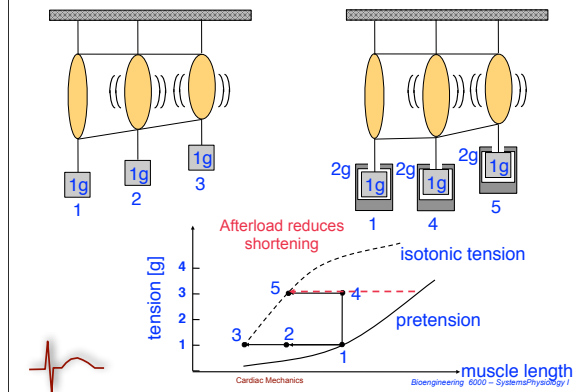 1g
1
1g
2
1g
3
2g
1g
1
2g
1g
4
2g
1g
5
Afterload reduces
shortening
isotonic tension
pretension
tension [g]
4
3
2
1
5
4
3
2
1
muscle length
Cardiac Mechanics
Bioengineering 6000 – SystemsPhysiology I